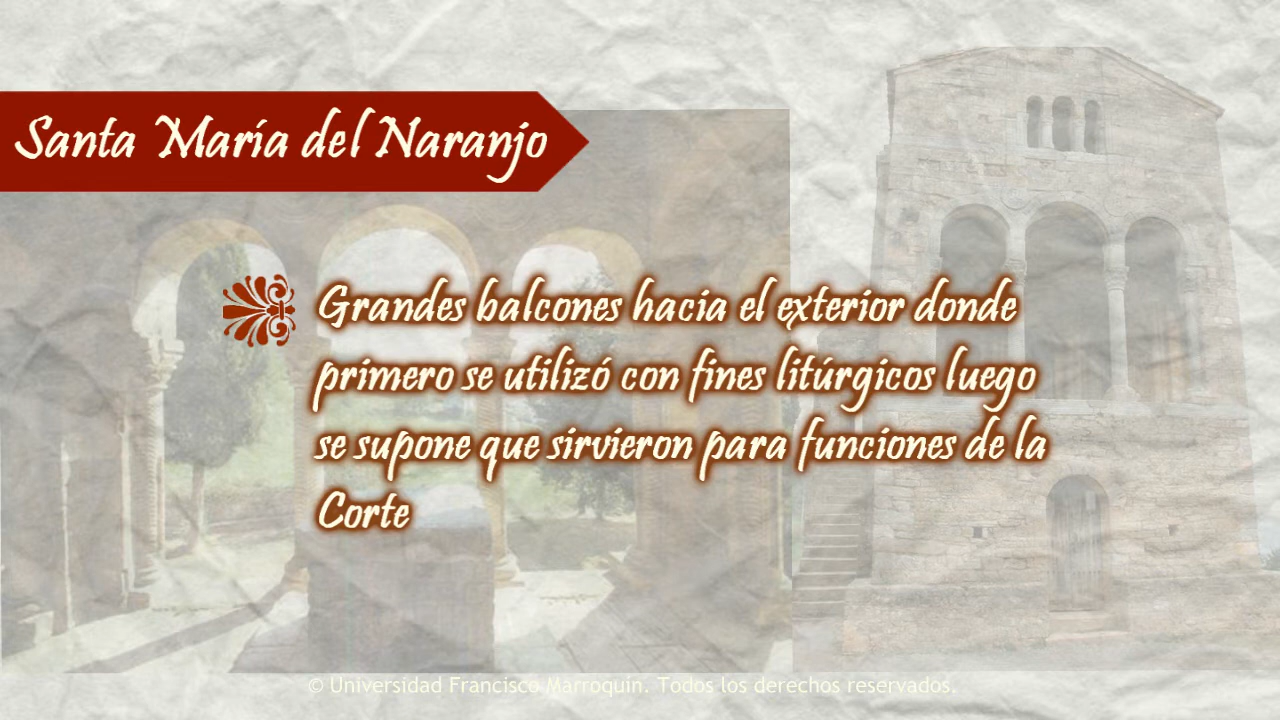 Santa María del Naranjo
Grandes balcones hacia el exterior donde
primero se utilizó con fines litúrgicos luego
se supone que sirvieron para funciones de la
Corte
© Universidad Francisco Marroquín. Todos los derechos reservados.